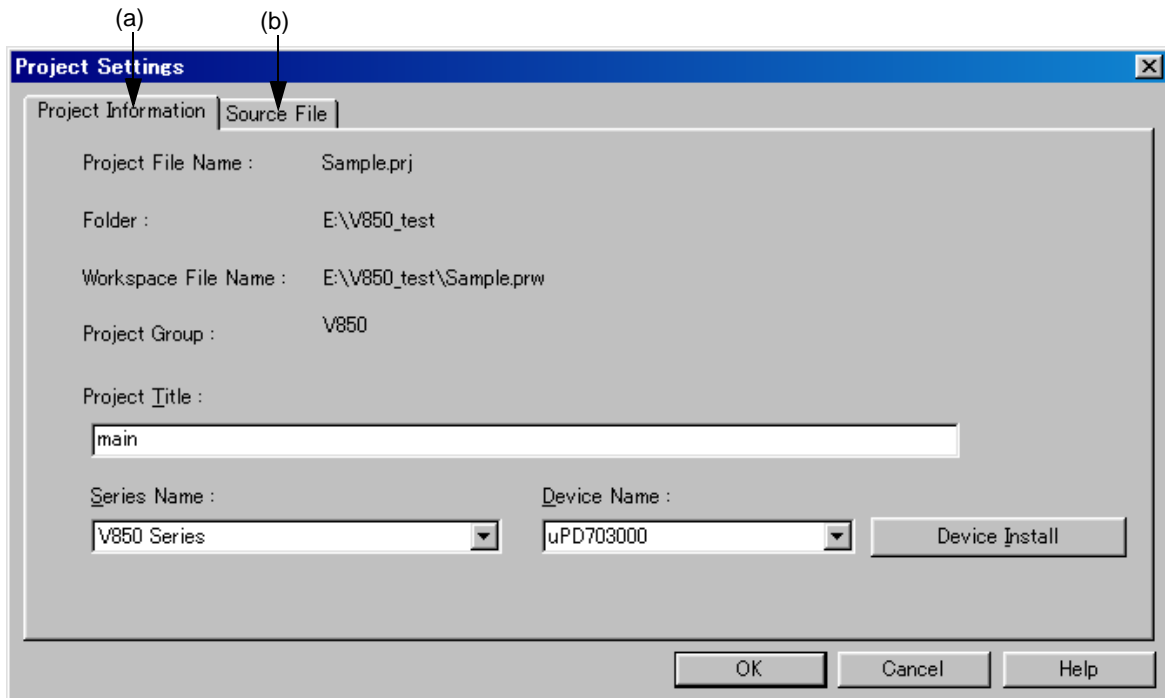 (a) (b)
Project Settings
Project Information Source File
Project File Name : Sample.prj
Folder : E:\V850_test
Workspace File Name : E:\V850_test\Sample.prw
Project Group : V850
Project Title :
main
Series Name : Device Name :
V850 Series uPD703000 Device Install
OK Cancel Help